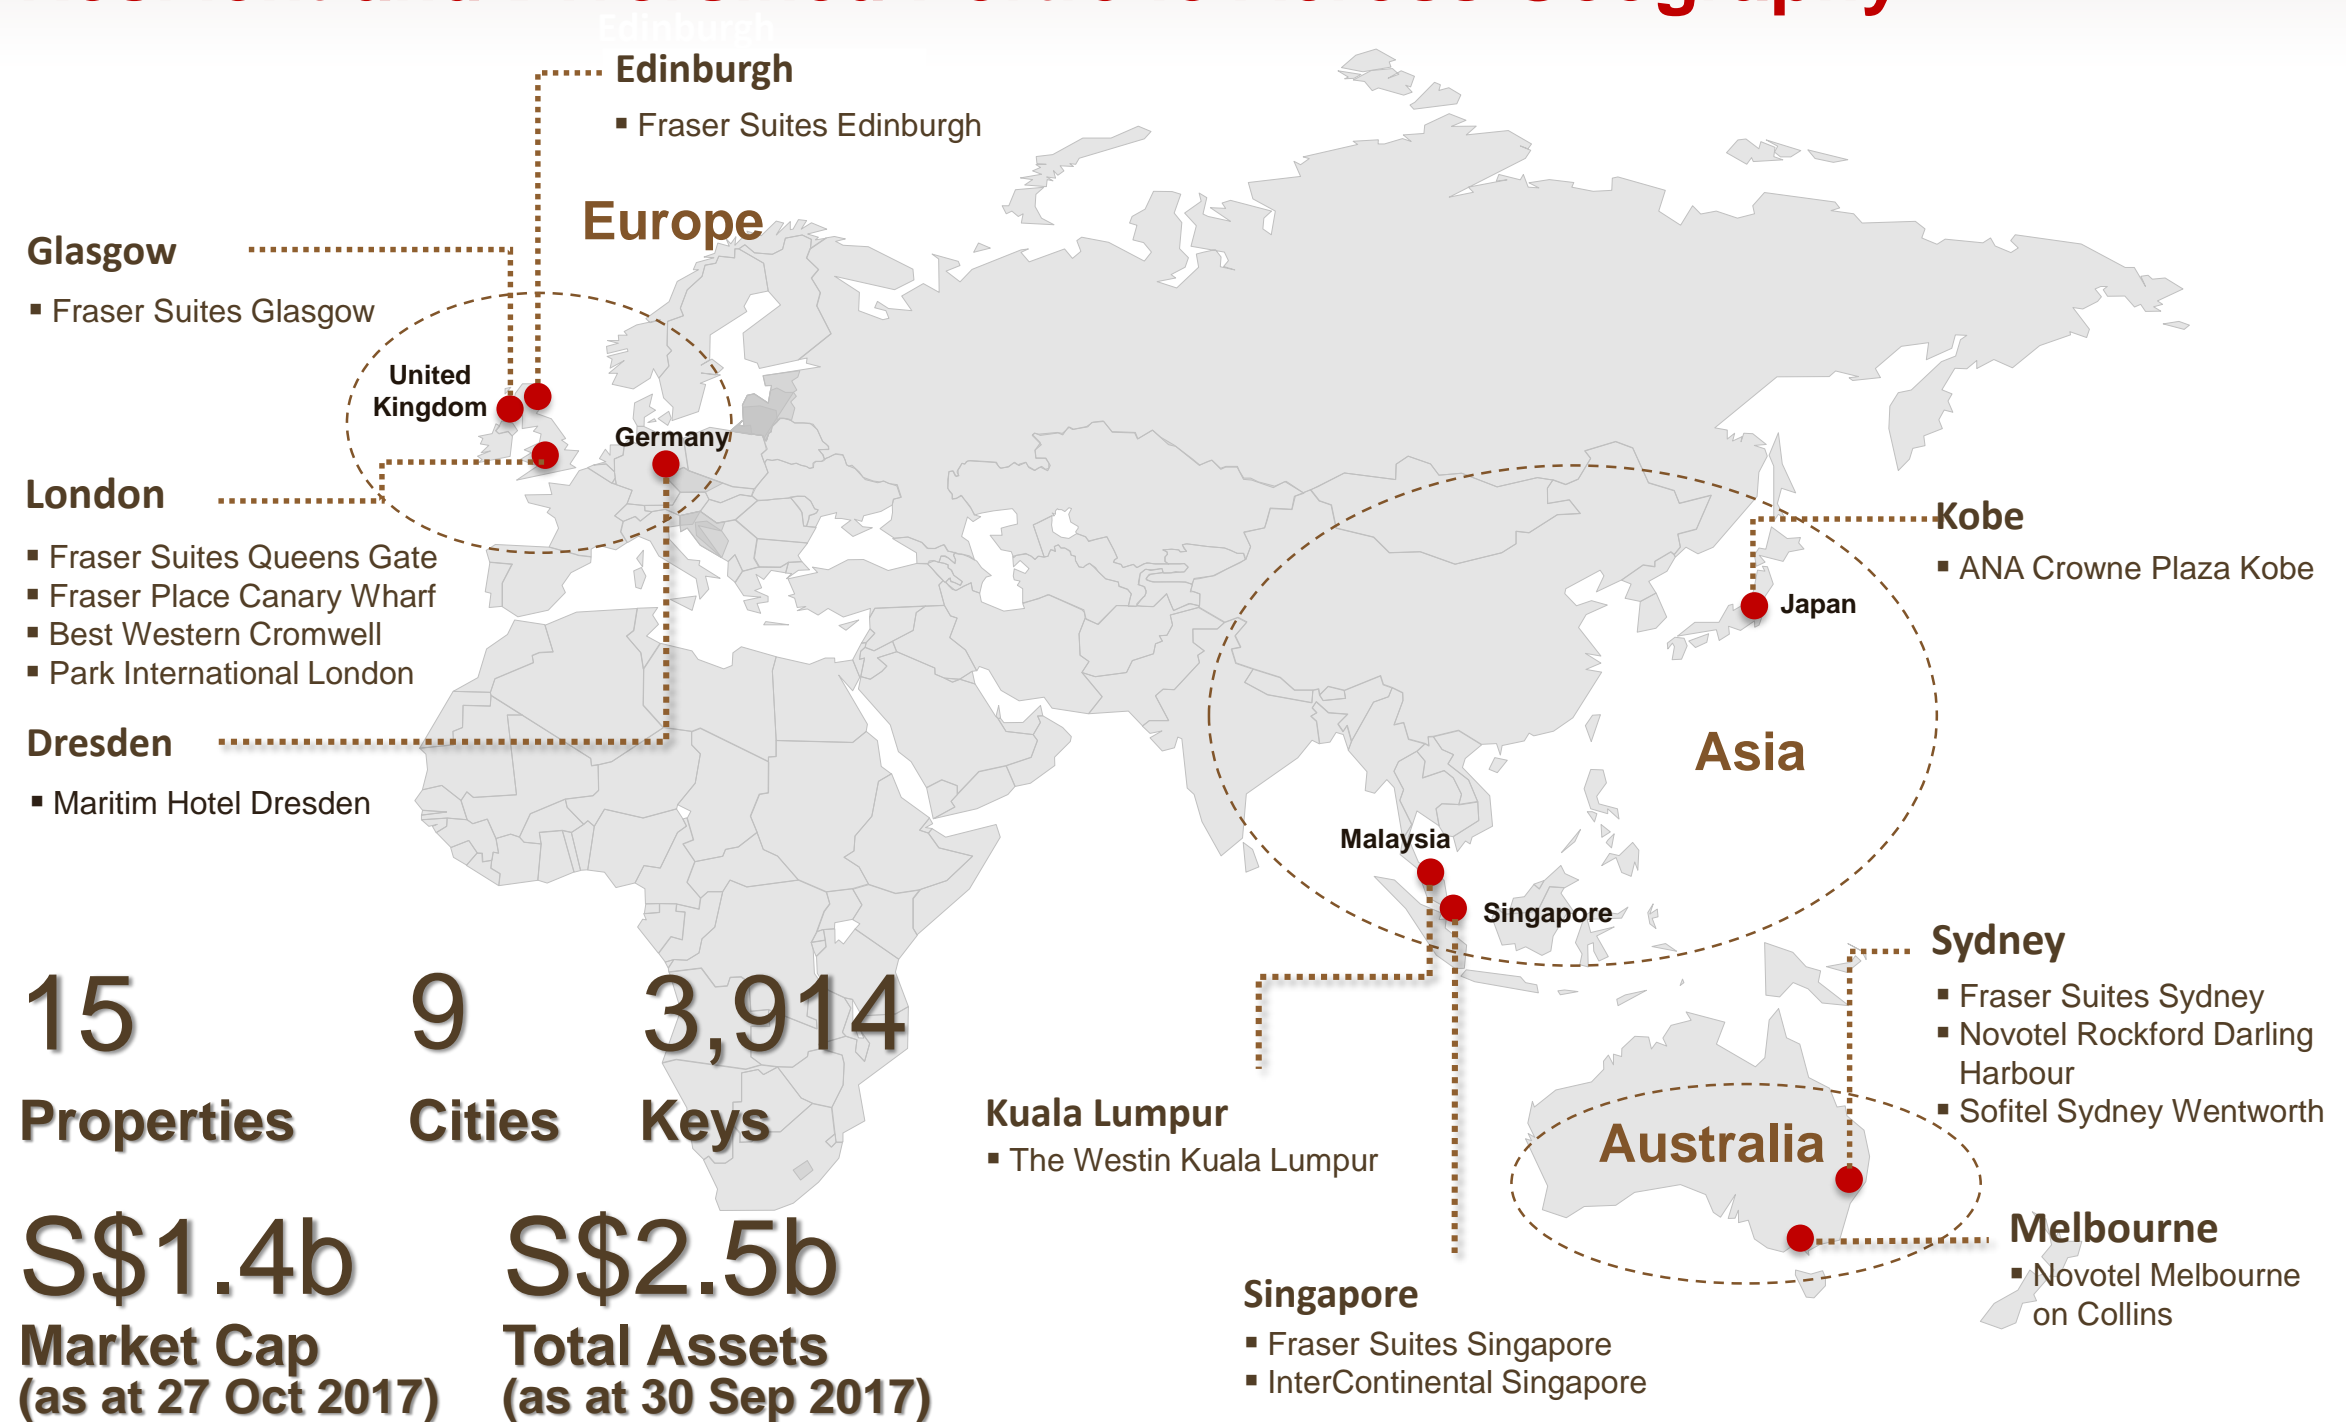 Edinburgh
Edinburgh
▪ Fraser Suites Edinburgh
Europe
Glasgow
▪ Fraser Suites Glasgow
United
Kingdom
Germany
London
▪ Fraser Suites Queens Gate
▪ Fraser Place Canary Wharf
▪ Best Western Cromwell
▪ Park International London
Dresden
▪ Maritim Hotel Dresden
Kobe
▪ ANA Crowne Plaza Kobe
Japan
Asia
Malaysia
Singapore
Sydney
▪ Fraser Suites Sydney
▪ Novotel Rockford Darling
Harbour
▪ Sofitel Sydney Wentworth
Australia
Melbourne
▪ Novotel Melbourne
on Collins
Kuala Lumpur
▪ The Westin Kuala Lumpur
Singapore
▪ Fraser Suites Singapore
▪ InterContinental Singapore
15
Properties
9
Cities
3,914
Keys
S$1.4b
Market Cap
(as at 27 Oct 2017)
S$2.5b
Total Assets
(as at 30 Sep 2017)